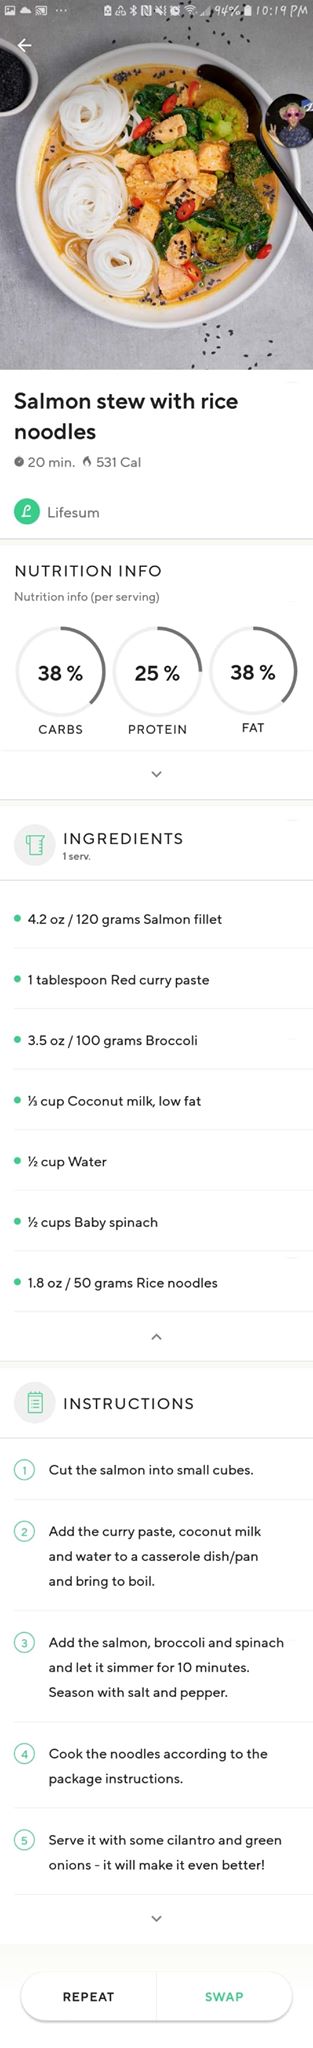 94% 10:19 PM
Salmon stew with rice
noodles
20 min. 531 Cal
Lifesum
NUTRITION INFO
Nutrition info (per serving)
38 % 25 % 38 %
CARBS PROTEIN FAT
INGREDIENTS
1 serv.
4.2 oz / 120 grams Salmon fillet
1 tablespoon Red curry paste
3.5 oz / 100 grams Broccoli
⅓ cup Coconut milk, low fat
½ cup Water
½ cups Baby spinach
1.8 oz / 50 grams Rice noodles
INSTRUCTIONS
1 Cut the salmon into small cubes.
2 Add the curry paste, coconut milk
and water to a casserole dish/pan
and bring to boil.
3 Add the salmon, broccoli and spinach
and let it simmer for 10 minutes.
Season with salt and pepper.
4 Cook the noodles according to the
package instructions.
5 Serve it with some cilantro and green
onions - it will make it even better!
REPEAT SWAP